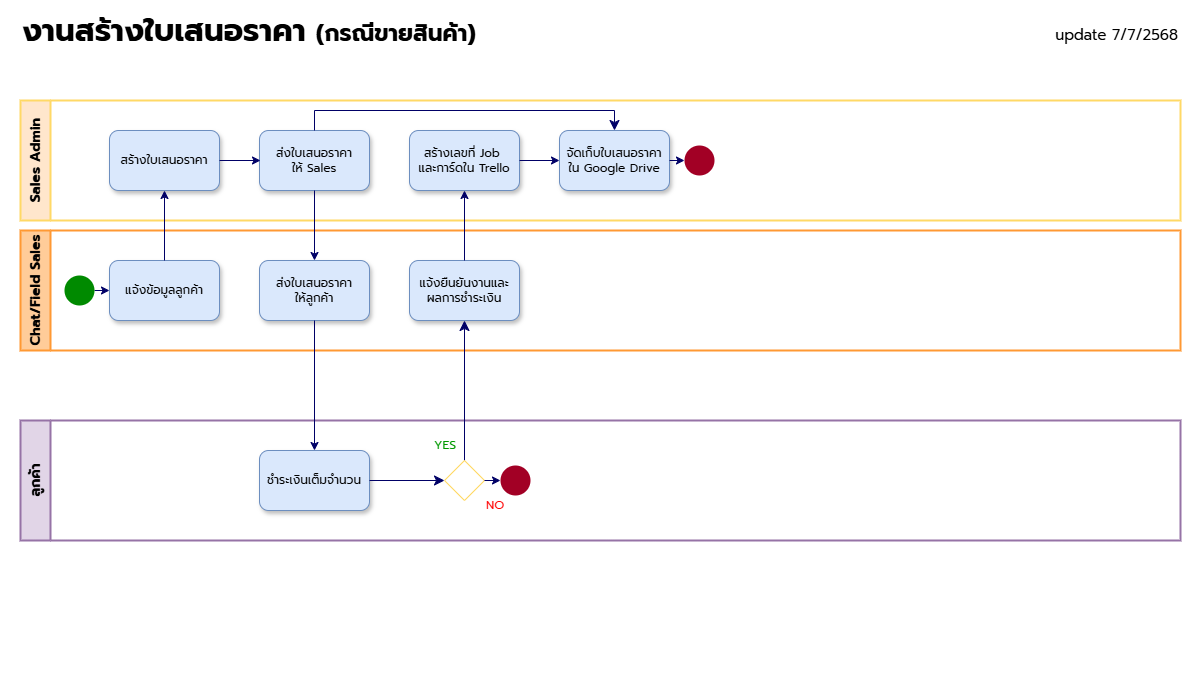 งานสร้างใบเสนอราคา (กรณีขายสินค้า)
update 7/7/2568
Sales Admin
สร้างใบเสนอราคา
ส่งใบเสนอราคา
ให้ Sales
สร้างเลขที่ Job
และการ์ดใน Trello
จัดเก็บใบเสนอราคา
ใน Google Drive
Chat/Field Sales
แจ้งข้อมูลลูกค้า
ส่งใบเสนอราคา
ให้ลูกค้า
แจ้งยืนยันงานและ
ผลการชำระเงิน
ลูกค้า
ชำระเงินเต็มจำนวน
YES
NO